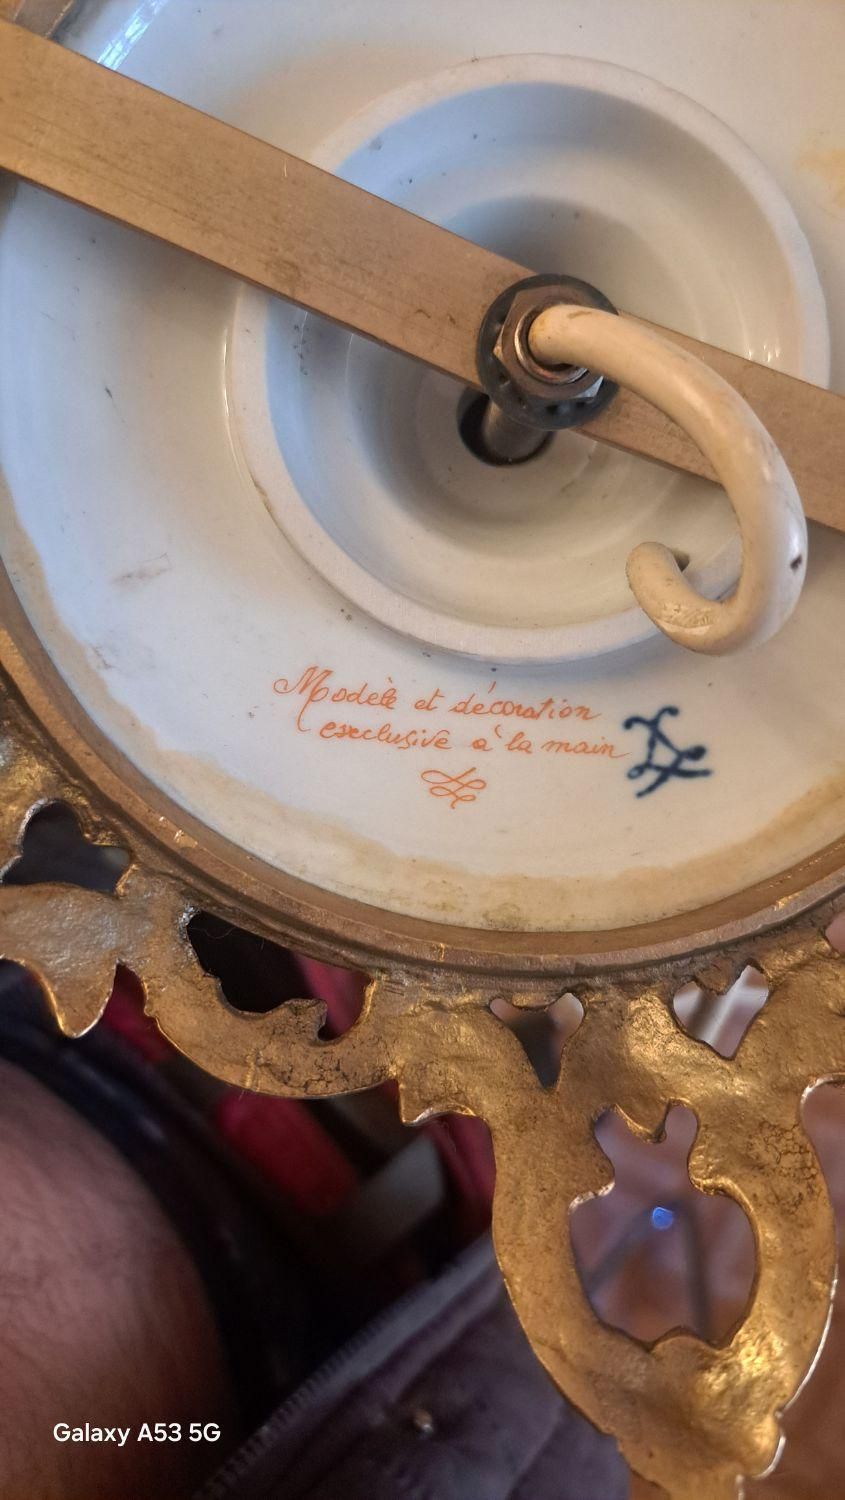 Modèle et décoration
exclusive à la main
Galaxy A53 5G